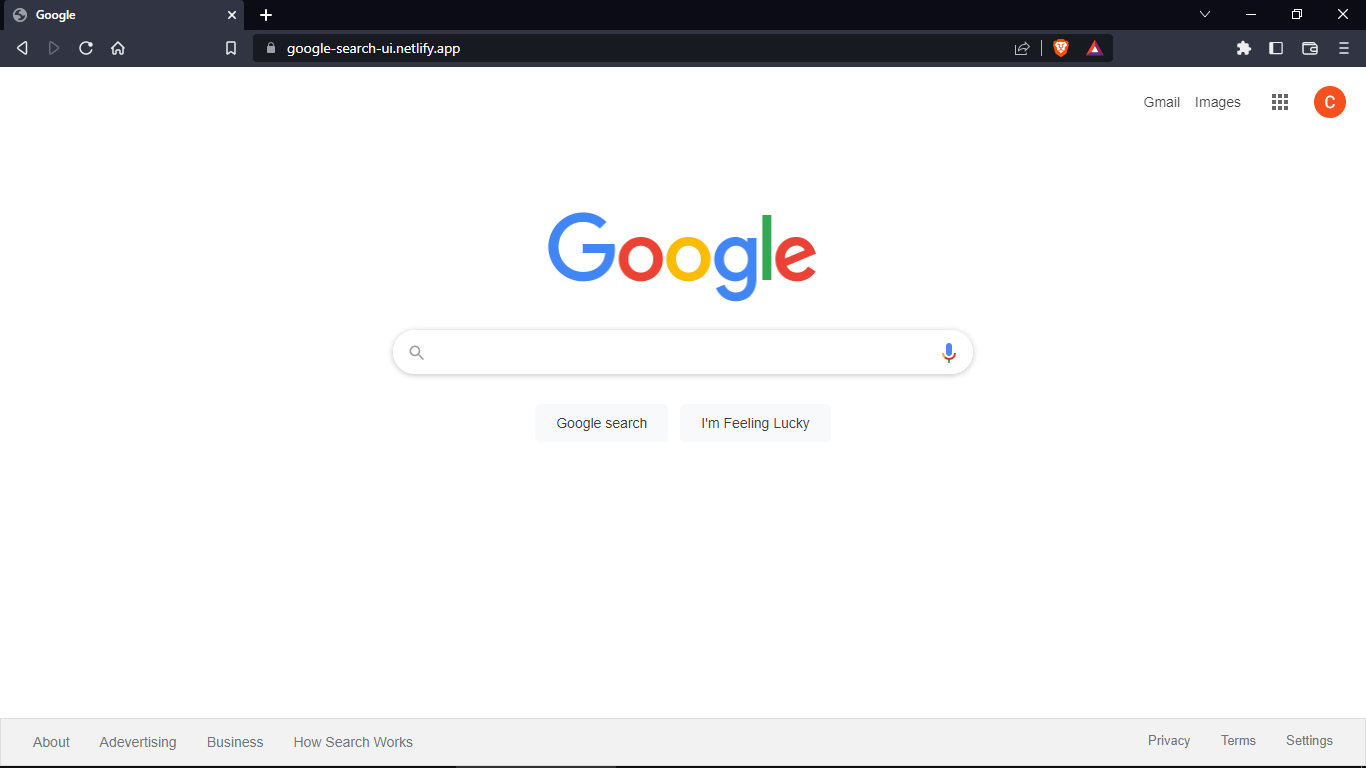 Google
google-search-ui.netlify.app
Gmail Images
C
Google
Google search I'm Feeling Lucky
About Adevertising Business How Search Works Privacy Terms Settings